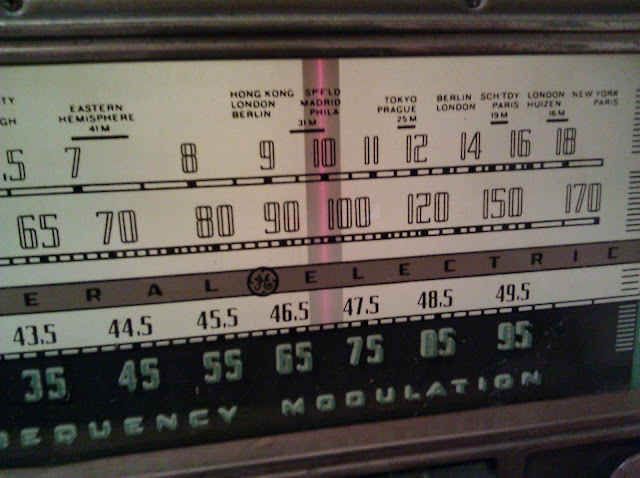 TY
GH
EASTERN
HEMISPHERE
41 M
HONG KONG
LONDON
BERLIN
SP'F'LD
MADRID
PHILA
31 M
TOKYO
PRAGUE
25 M
BERLIN
LONDON
SCH'TDY
PARIS
19 M
LONDON
HUIZEN
16 M
NEW YORK
PARIS
.5 7 8 9 10 11 12 14 16 18
65 70 80 90 100 120 150 170
ERAL GE ELECTRIC
43.5 44.5 45.5 46.5 47.5 48.5 49.5
35 45 55 65 75 85 95
REQUENCY MODULATION